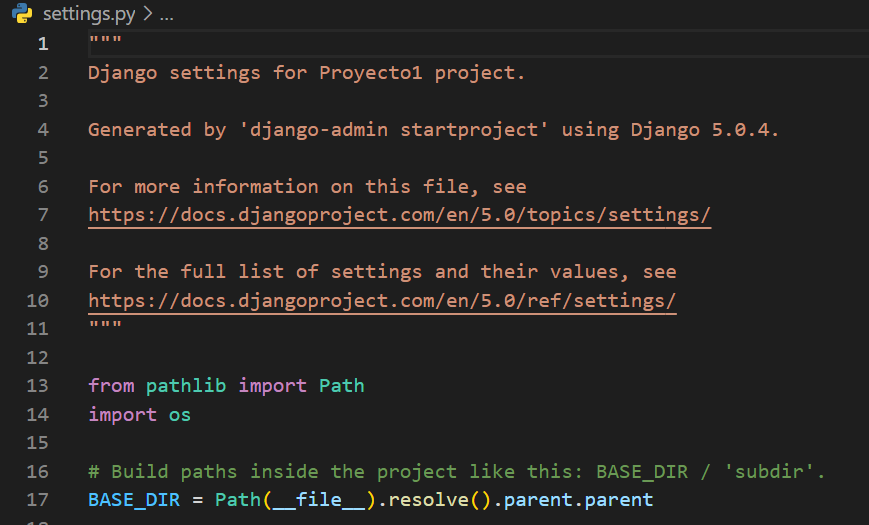 settings.py > ...
1 """
2 Django settings for Proyecto1 project.
3
4 Generated by 'django-admin startproject' using Django 5.0.4.
5
6 For more information on this file, see
7 https://docs.djangoproject.com/en/5.0/topics/settings/
8
9 For the full list of settings and their values, see
10 https://docs.djangoproject.com/en/5.0/ref/settings/
11 """
12
13 from pathlib import Path
14 import os
15
16 # Build paths inside the project like this: BASE_DIR / 'subdir'.
17 BASE_DIR = Path(__file__).resolve().parent.parent